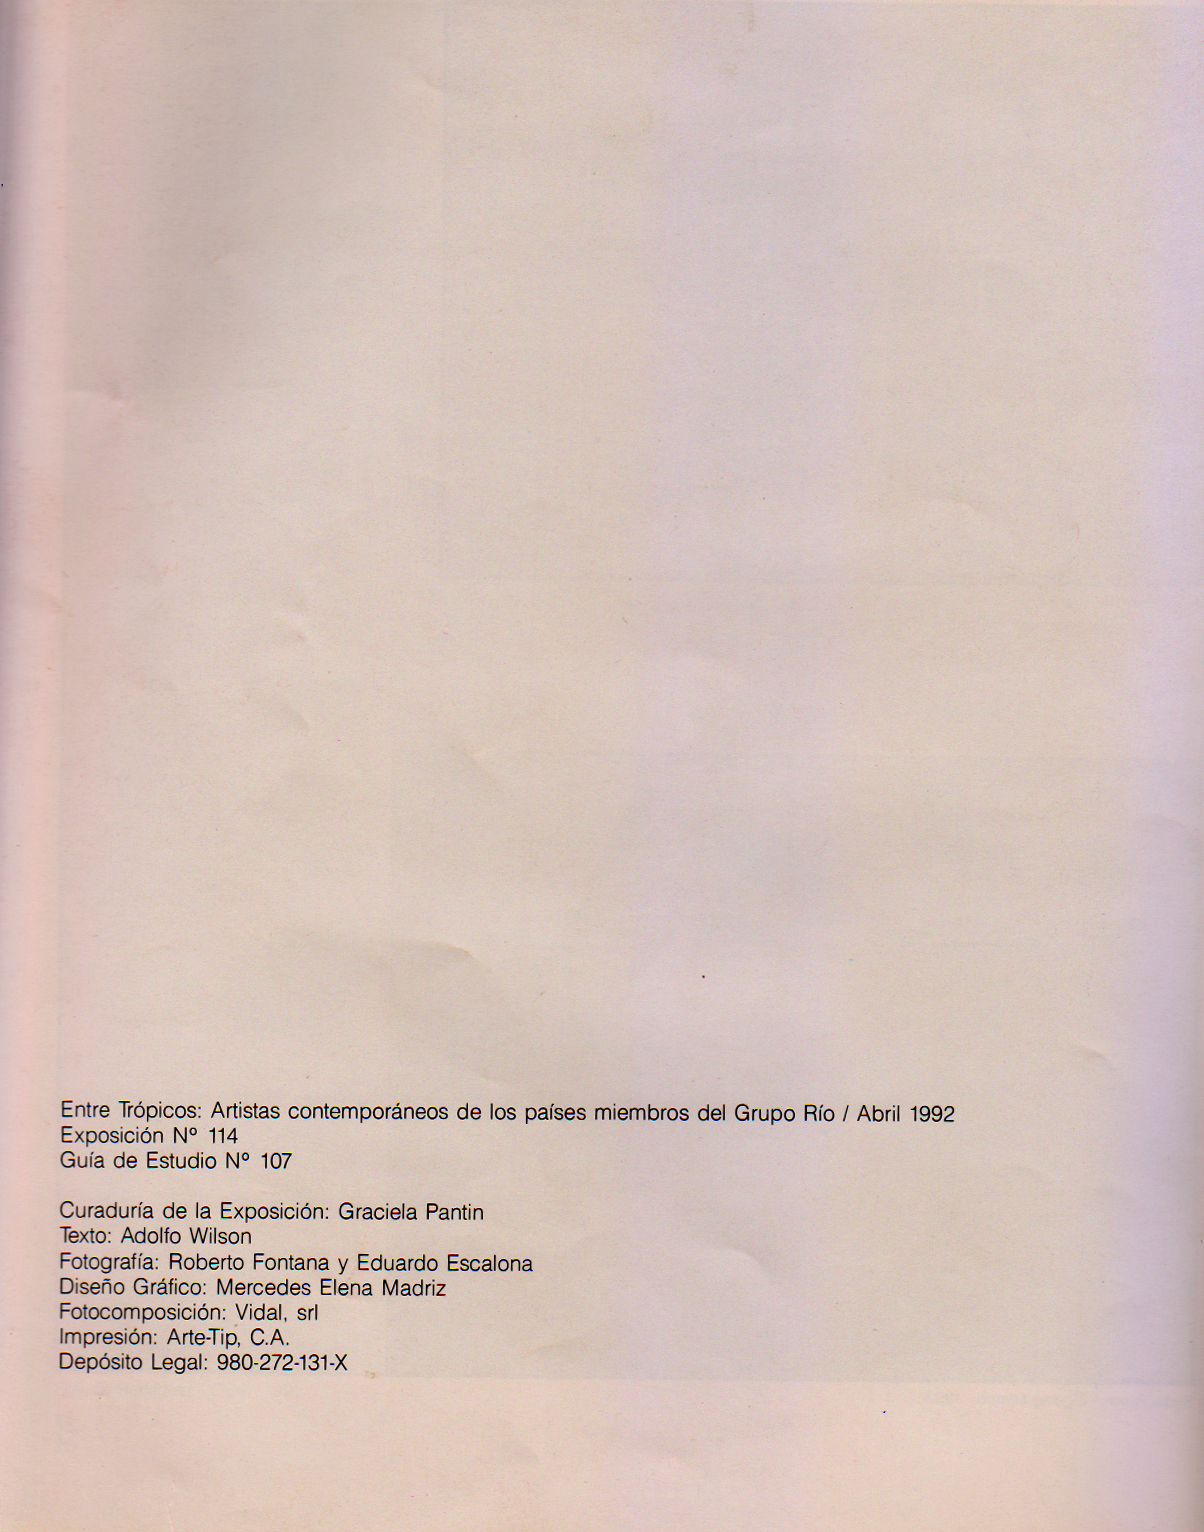 Entre Trópicos: Artistas contemporáneos de los países miembros del Grupo Río / Abril 1992
Exposición Nº 114
Guía de Estudio Nº 107
Curaduría de la Exposición: Graciela Pantin
Texto: Adolfo Wilson
Fotografía: Roberto Fontana y Eduardo Escalona
Diseño Gráfico: Mercedes Elena Madriz
Fotocomposición: Vidal, srl
Impresión: Arte-Tip, C.A.
Depósito Legal: 980-272-131-X